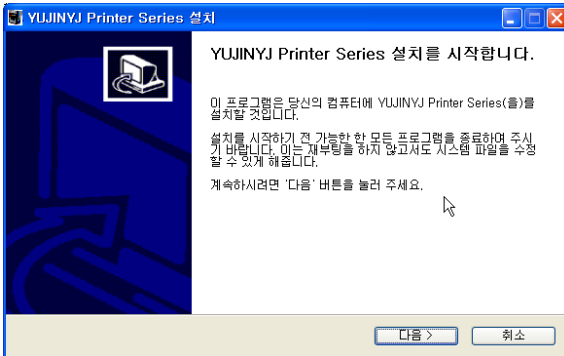 YUJINYJ Printer Series 설치
YUJINYJ Printer Series 설치를 시작합니다.
이 프로그램은 당신의 컴퓨터에 YUJINYJ Printer Series(을)를
설치할 것입니다.
설치를 시작하기 전 가능한 한 모든 프로그램을 종료하여 주시
기 바랍니다. 이는 재부팅을 하지 않고서도 시스템 파일을 수정
할 수 있게 해줍니다.
계속하시려면 '다음' 버튼을 눌러 주세요.
다음 >
취소